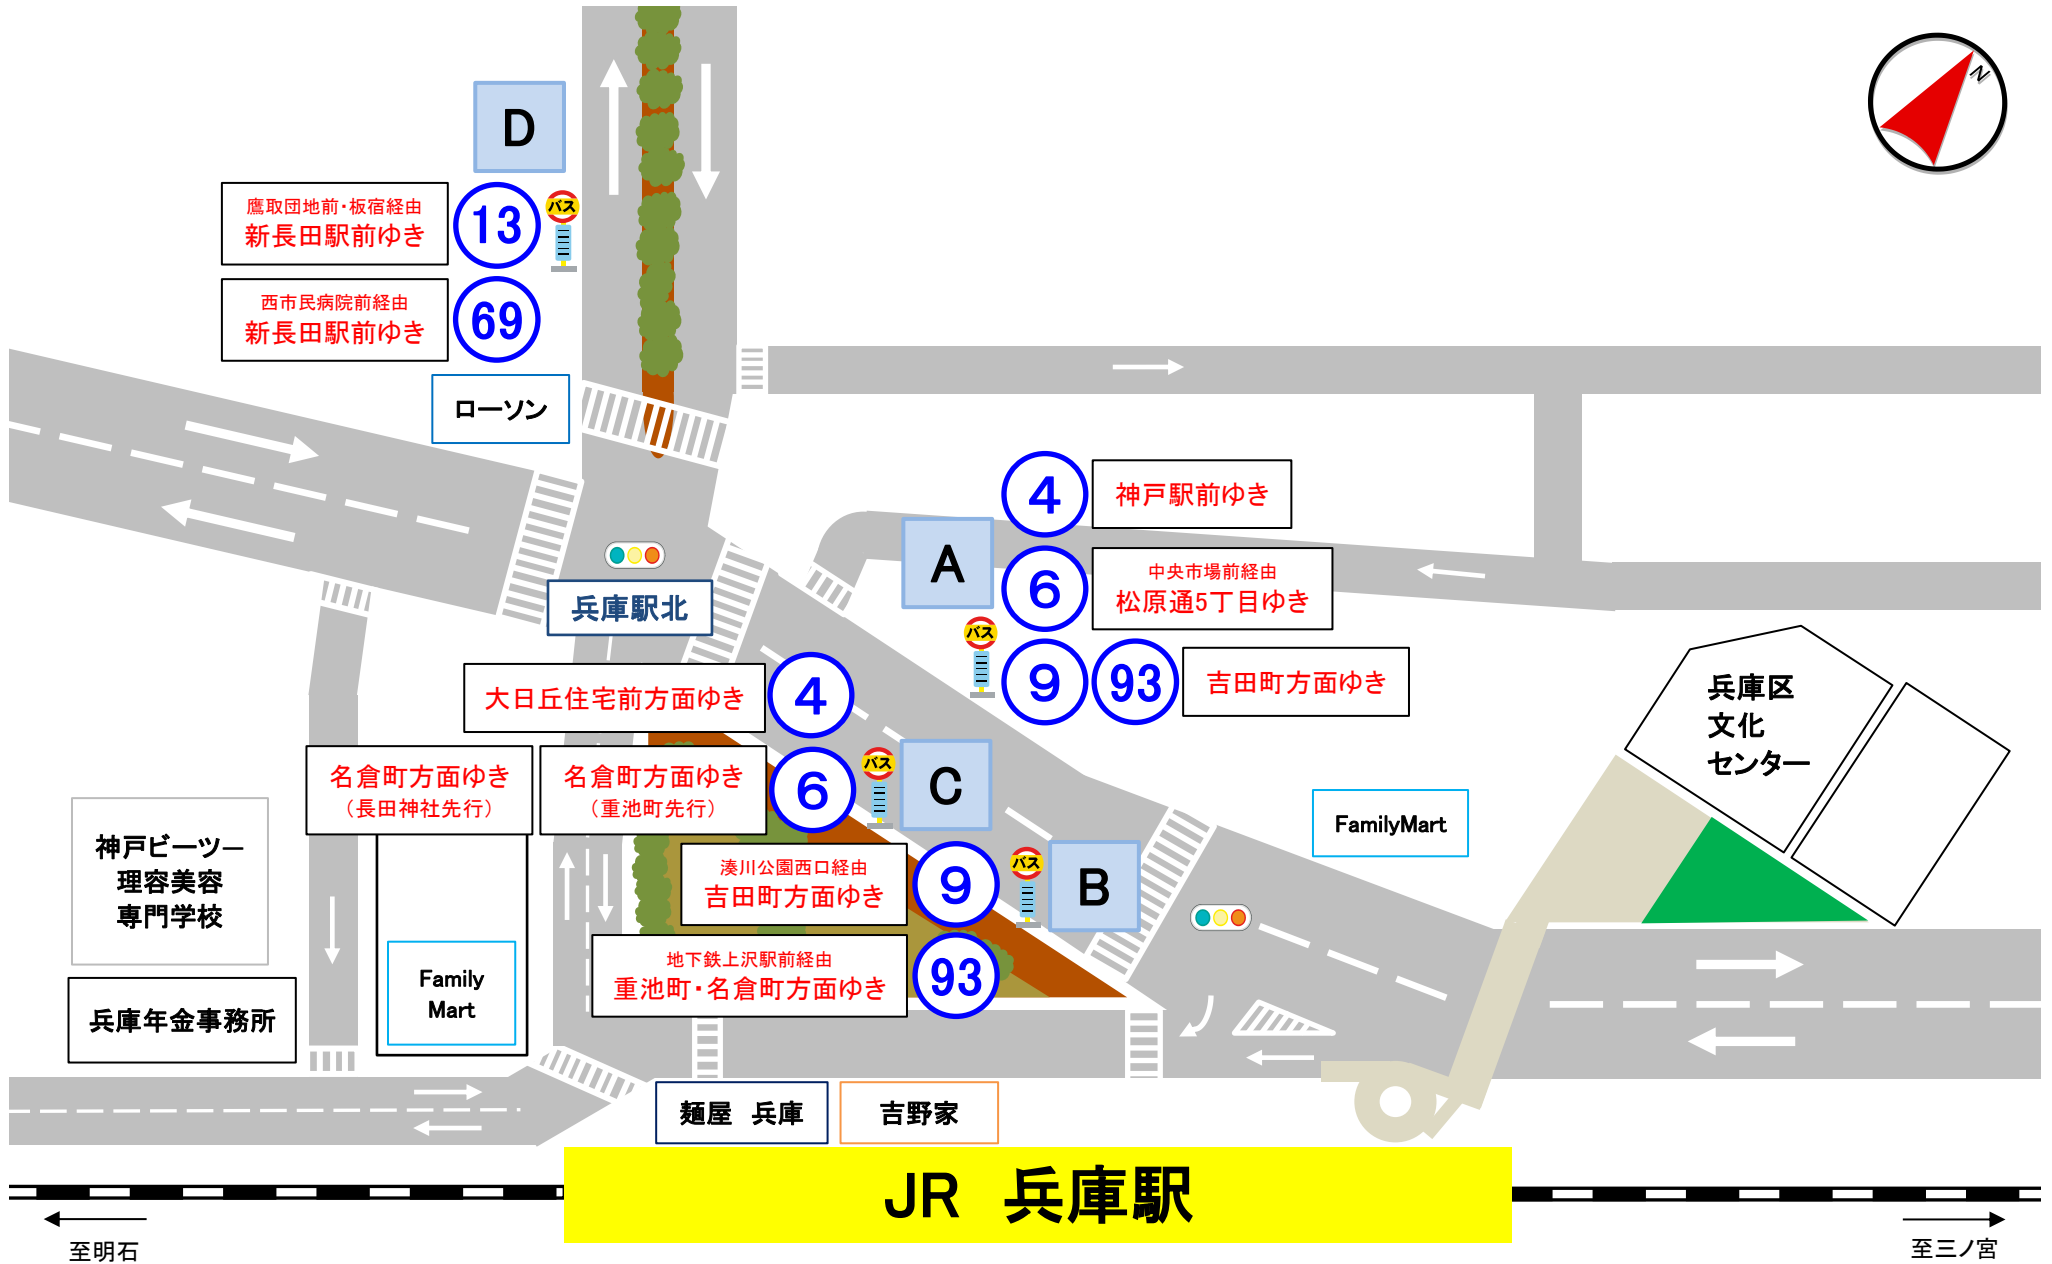 N
D
鷹取団地前・板宿経由
新長田駅前ゆき
13
バス
西市民病院前経由
新長田駅前ゆき
69
ローソン
4
神戸駅前ゆき
A
6
中央市場前経由
松原通5丁目ゆき
バス
9
93
吉田町方面ゆき
兵庫駅北
大日丘住宅前方面ゆき
4
名倉町方面ゆき
(長田神社先行)
名倉町方面ゆき
(重池町先行)
6
バス
C
湊川公園西口経由
吉田町方面ゆき
9
バス
B
地下鉄上沢駅前経由
重池町・名倉町方面ゆき
93
兵庫区
文化
センター
FamilyMart
神戸ビーツー
理容美容
専門学校
兵庫年金事務所
Family
Mart
麺屋 兵庫
吉野家
JR 兵庫駅
至明石
至三ノ宮